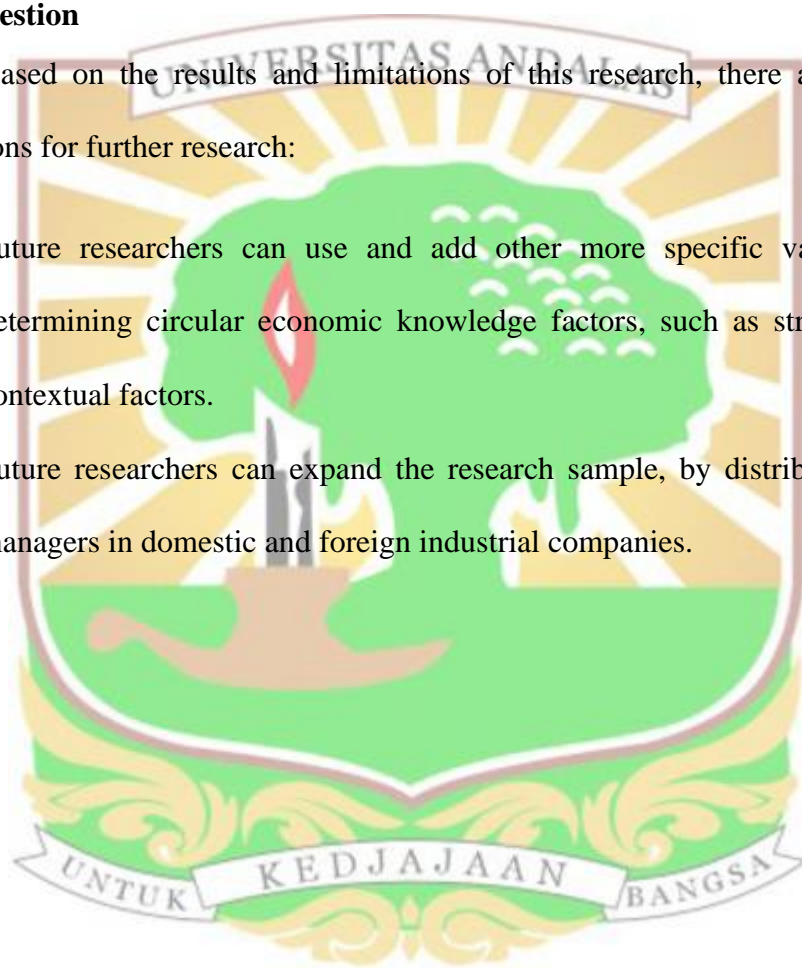 estion
UNIVERSITAS ANDALAS
ased on the results and limitations of this research, there a
ons for further research:
uture researchers can use and add other more specific va
etermining circular economic knowledge factors, such as str
ontextual factors.
uture researchers can expand the research sample, by distrib
nanagers in domestic and foreign industrial companies.
UNTUK KEDJAJAAN BANGSA